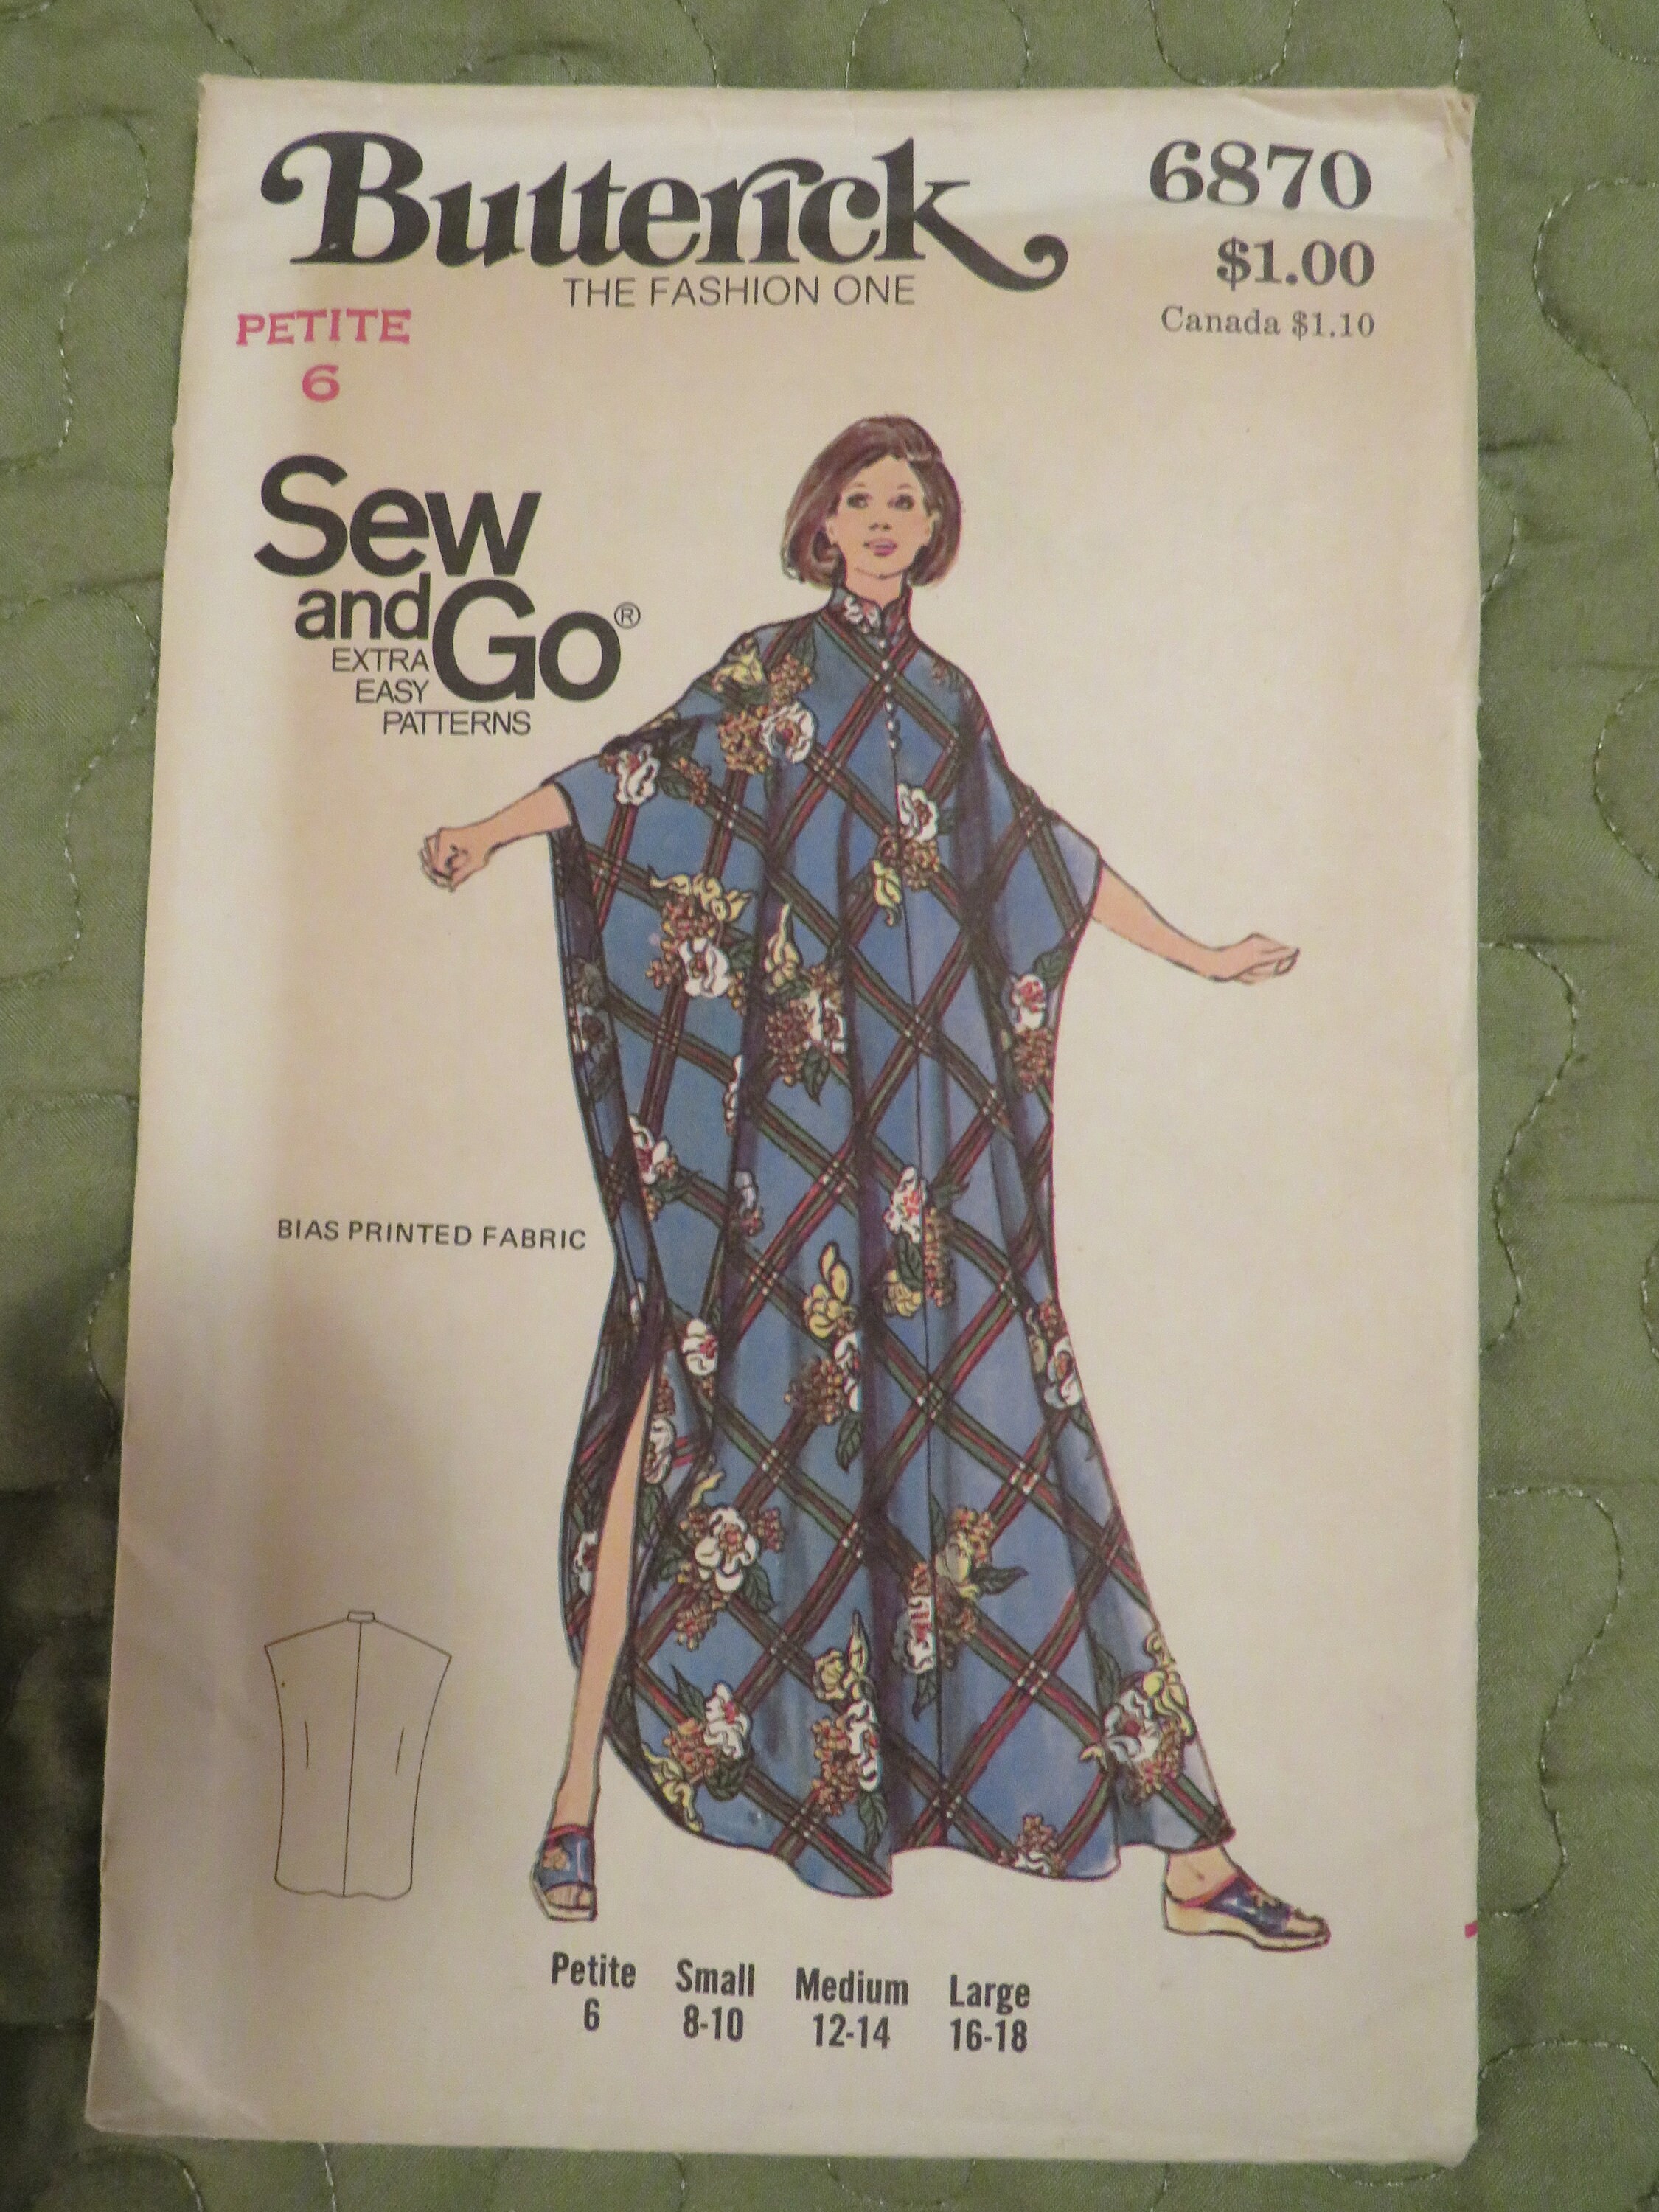 Butterick
THE FASHION ONE
6870
$1.00
Canada $1.10
PETITE
6
Sew
and Go®
EXTRA
EASY
PATTERNS
BIAS PRINTED FABRIC
Petite Small Medium Large
6 8-10 12-14 16-18